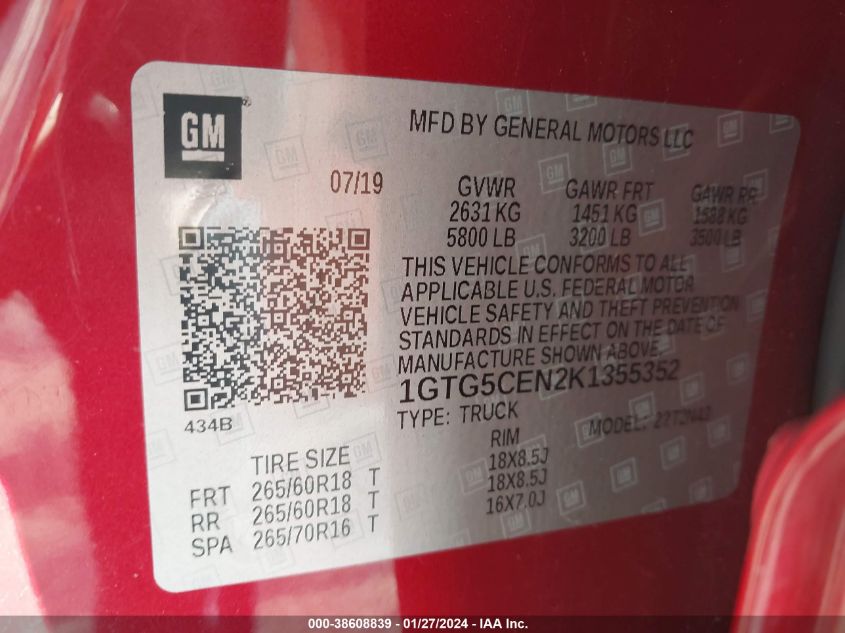 GM
MFD BY GENERAL MOTORS LLC
07/19
GVWR GAWR FRT GAWR RR
2631 KG 1451 KG 1588 KG
5800 LB 3200 LB 3500 LB
THIS VEHICLE CONFORMS TO ALL
APPLICABLE U.S. FEDERAL MOTOR
VEHICLE SAFETY AND THEFT PREVENTION
STANDARDS IN EFFECT ON THE DATE OF
MANUFACTURE SHOWN ABOVE.
1GTG5CEN2K1355352
TYPE: TRUCK MODEL:
434B
TIRE SIZE RIM
FRT 265/60R18 T 18X8.5J
RR 265/60R18 T 18X8.5J
SPA 265/70R16 T 16X7.0J
000-38608839 - 01/27/2024 - IAA Inc.